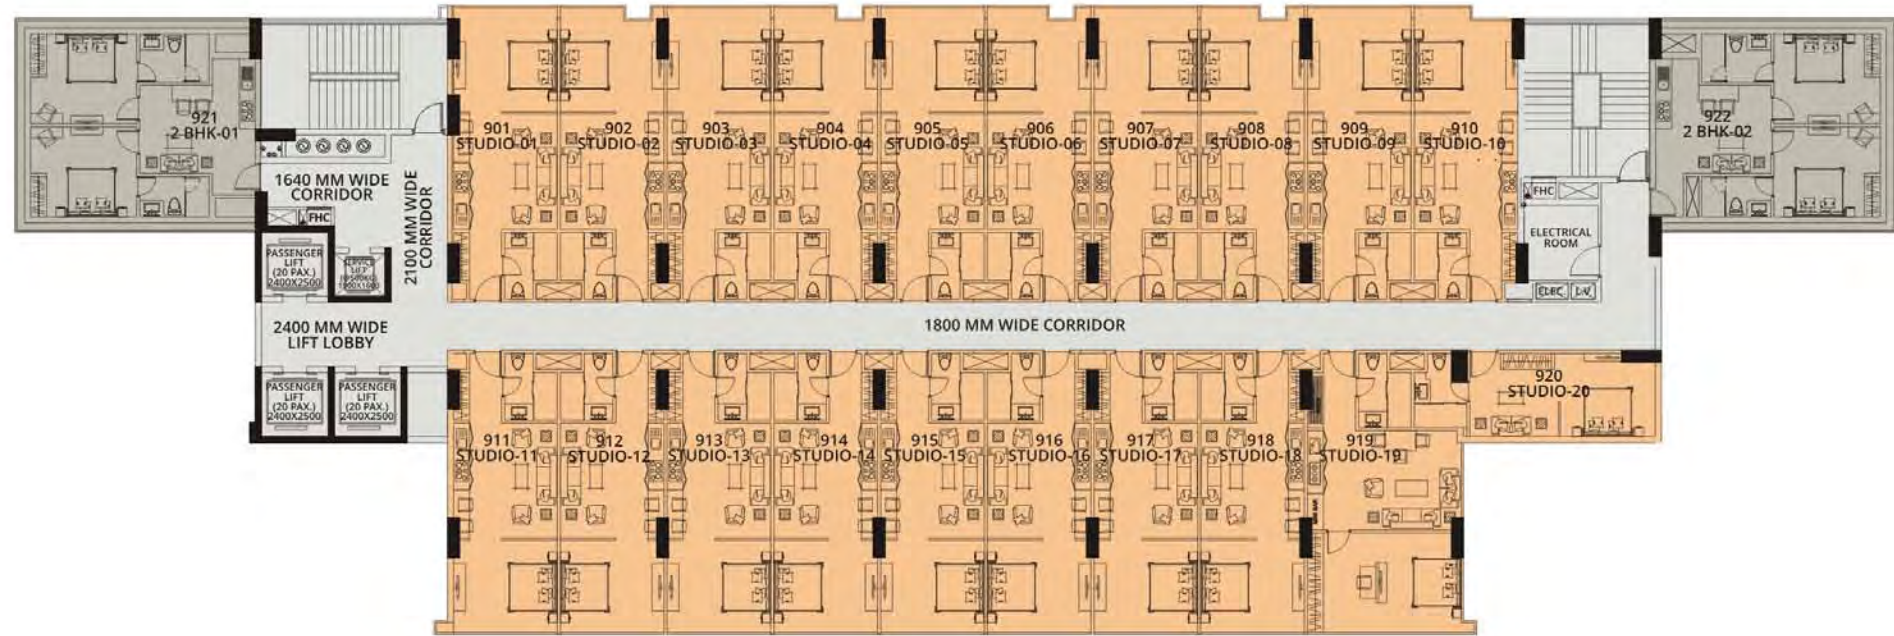 901
STUDIO-01
902
STUDIO-02
903
STUDIO-03
904
STUDIO-04
905
STUDIO-05
906
STUDIO-06
907
STUDIO-07
908
STUDIO-08
909
STUDIO-09
910
STUDIO-10
921
2 BHK-01
922
2 BHK-02
1640 MM WIDE
CORRIDOR
FHC
2100 MM WIDE
CORRIDOR
FHC
ELECTRICAL
ROOM
PASSENGER
LIFT
(20 PAX.)
2400X2500
SERVICE
LIFT
ELEC.
L.V.
2400 MM WIDE
LIFT LOBBY
1800 MM WIDE CORRIDOR
PASSENGER
LIFT
(20 PAX.)
2400X2500
PASSENGER
LIFT
(20 PAX.)
2400X2500
920
STUDIO-20
911
STUDIO-11
912
STUDIO-12
913
STUDIO-13
914
STUDIO-14
915
STUDIO-15
916
STUDIO-16
917
STUDIO-17
918
STUDIO-18
919
STUDIO-19